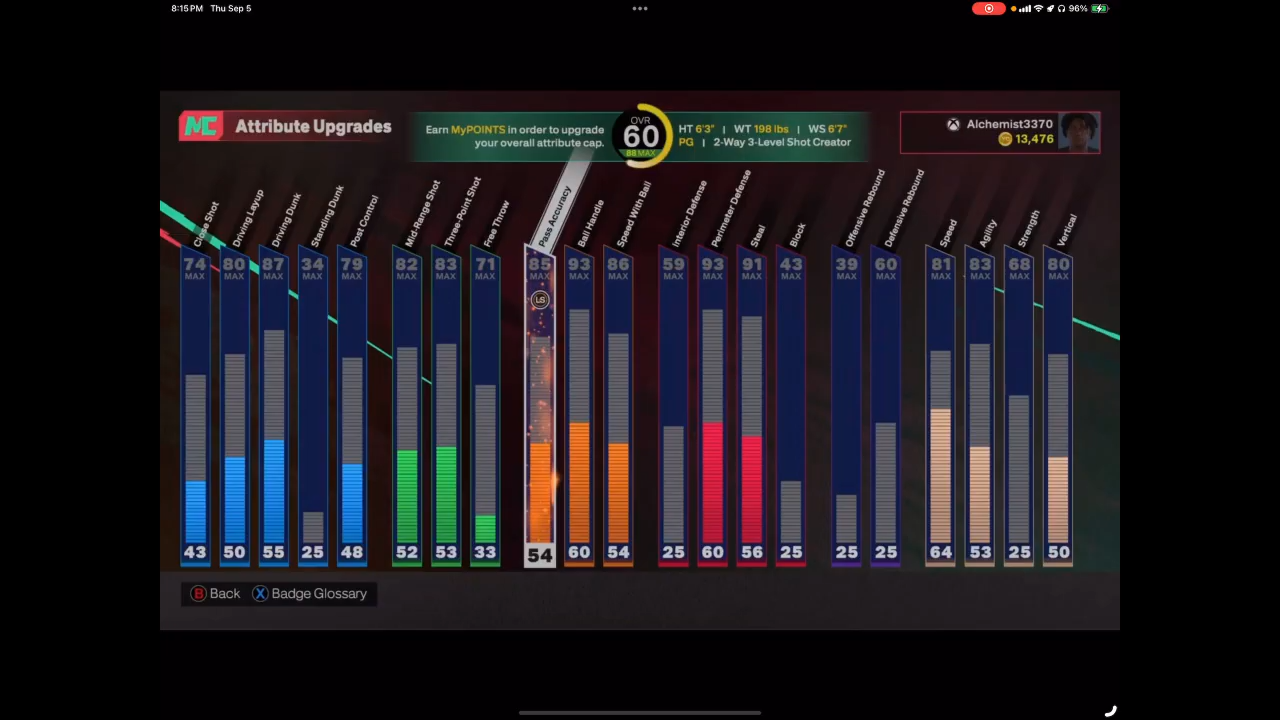 8:15 PM Thu Sep 5
96%
MC Attribute Upgrades
Earn MyPOINTS in order to upgrade
your overall attribute cap.
OVR
60
88 MAX
HT 6'3" | WT 198 lbs | WS 6'7"
PG | 2-Way 3-Level Shot Creator
Alchemist3370
13,476
Close Shot
Driving Layup
Driving Dunk
Standing Dunk
Post Control
Mid-Range Shot
Three-Point Shot
Free Throw
Pass Accuracy
Ball Handle
Speed With Ball
Interior Defense
Perimeter Defense
Steal
Block
Offensive Rebound
Defensive Rebound
Speed
Agility
Strength
Vertical
74 80 87 34 79 82 83 71 85 93 86 59 93 91 43 39 60 81 83 68 80
MAX MAX MAX MAX MAX MAX MAX MAX MAX MAX MAX MAX MAX MAX MAX MAX MAX MAX MAX MAX MAX
43 50 55 25 48 52 53 33 54 60 54 25 60 56 25 25 25 64 53 25 50
B Back X Badge Glossary